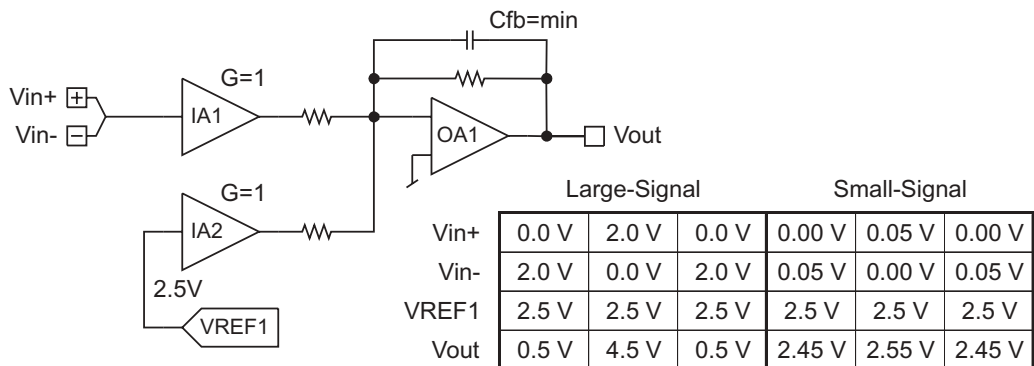 Cfb=min
G=1
Vin+
+
IA1
Vin-
−
OA1
Vout
G=1
IA2
2.5V
VREF1
Large-Signal Small-Signal
Vin+ 0.0 V 2.0 V 0.0 V 0.00 V 0.05 V 0.00 V
Vin- 2.0 V 0.0 V 2.0 V 0.05 V 0.00 V 0.05 V
VREF1 2.5 V 2.5 V 2.5 V 2.5 V 2.5 V 2.5 V
Vout 0.5 V 4.5 V 0.5 V 2.45 V 2.55 V 2.45 V